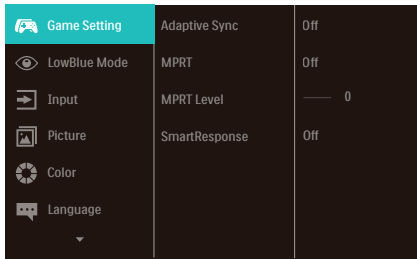 Game Setting Adaptive Sync Off
LowBlue Mode MPRT Off
Input MPRT Level 0
Picture SmartResponse Off
Color
Language